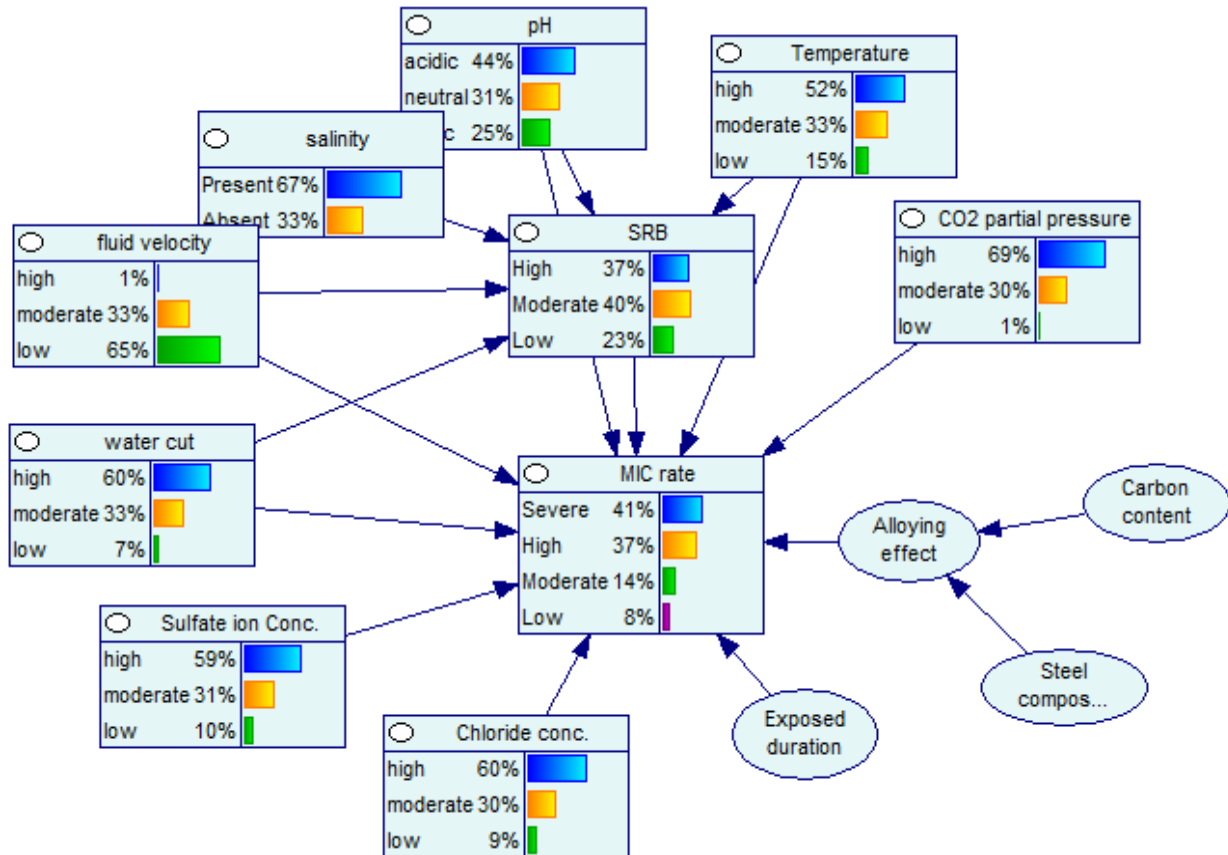 pH
acidic 44%
neutral 31%
25%
Temperature
high 52%
moderate 33%
low 15%
salinity
Present 67%
Absent 33%
fluid velocity
high 1%
moderate 33%
low 65%
SRB
High 37%
Moderate 40%
Low 23%
CO2 partial pressure
high 69%
moderate 30%
low 1%
water cut
high 60%
moderate 33%
low 7%
MIC rate
Severe 41%
High 37%
Moderate 14%
Low 8%
Alloying
effect
Carbon
content
Steel
compos...
Exposed
duration
Sulfate ion Conc.
high 59%
moderate 31%
low 10%
Chloride conc.
high 60%
moderate 30%
low 9%